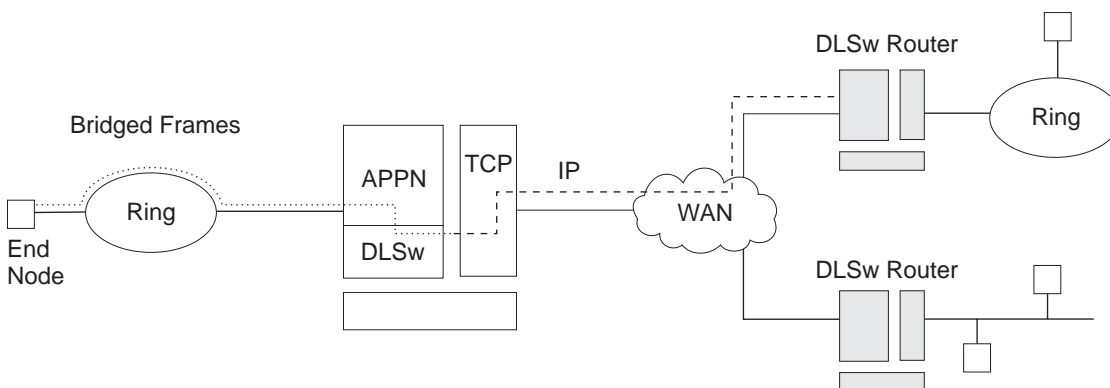 DLSw Router
Ring
Bridged Frames
APPN
TCP
IP
Ring
WAN
DLSw
End
Node
DLSw Router